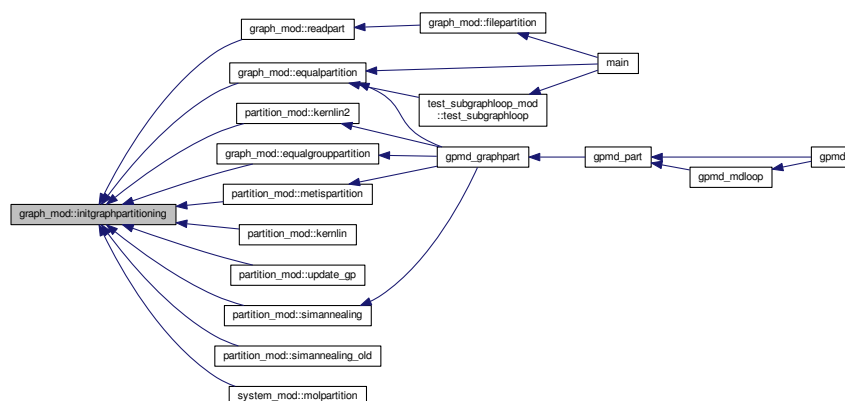 graph_mod::readpart
graph_mod::filepartition
main
graph_mod::equalpartition
test_subgraphloop_mod
::test_subgraphloop
partition_mod::kernlin2
graph_mod::equalgrouppartition
gpmd_graphpart
gpmd_part
gpmd
gpmd_mdloop
partition_mod::metispartition
graph_mod::initgraphpartitioning
partition_mod::kernlin
partition_mod::update_gp
partition_mod::simannealing
partition_mod::simannealing_old
system_mod::molpartition